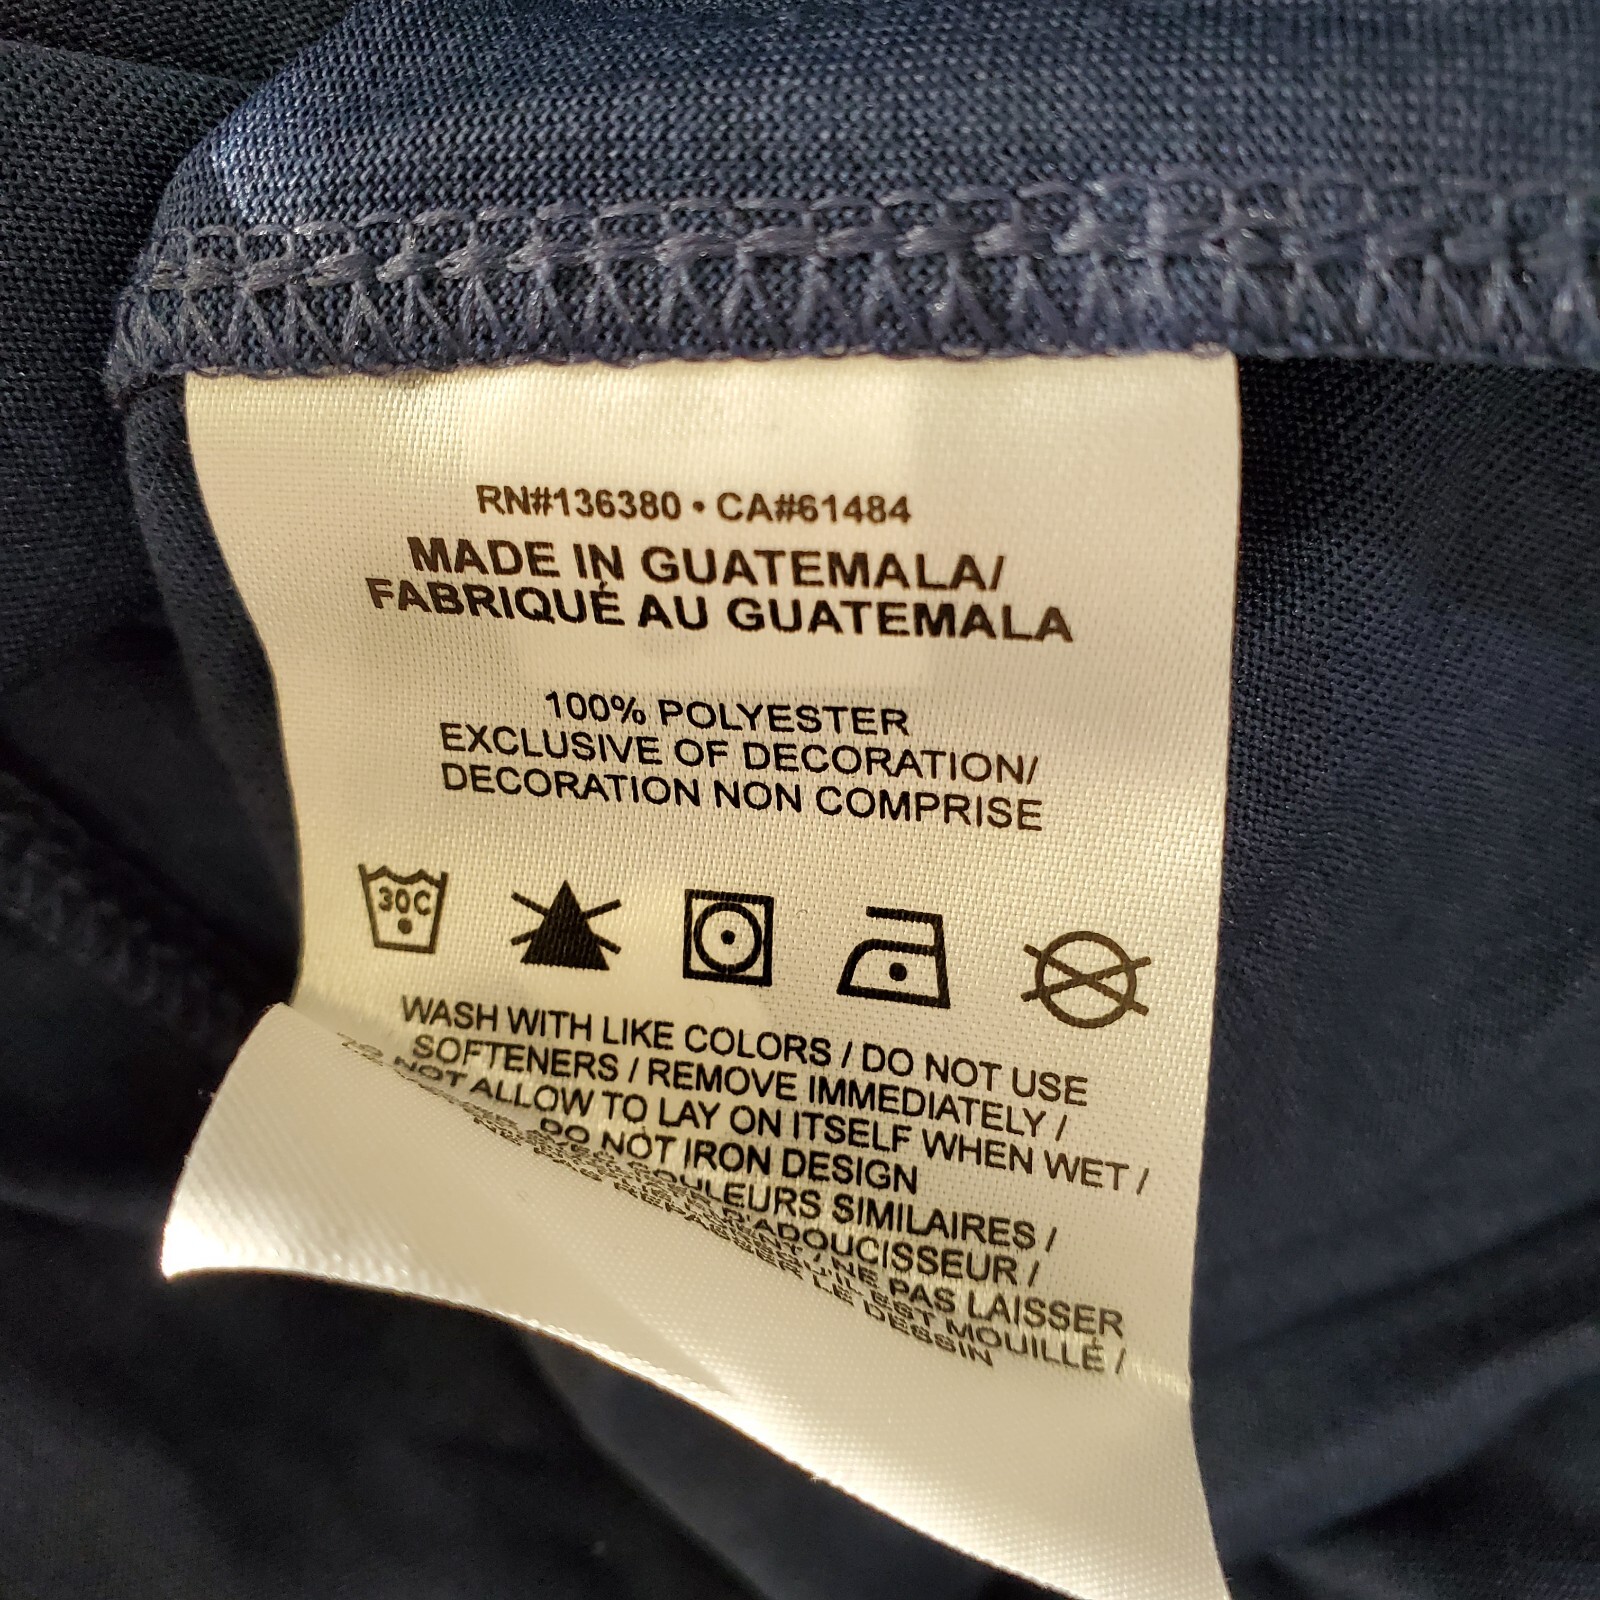 RN#136380 • CA#61484
MADE IN GUATEMALA/
FABRIQUÉ AU GUATEMALA
100% POLYESTER
EXCLUSIVE OF DECORATION/
DECORATION NON COMPRISE
30C
WASH WITH LIKE COLORS / DO NOT USE
SOFTENERS / REMOVE IMMEDIATELY /
NOT ALLOW TO LAY ON ITSELF WHEN WET /
DO NOT IRON DESIGN
COULEURS SIMILAIRES /
D'ADOUCISSEUR /
/ NE PAS LAISSER
QU'IL EST MOUILLÉ /
LE DESSIN